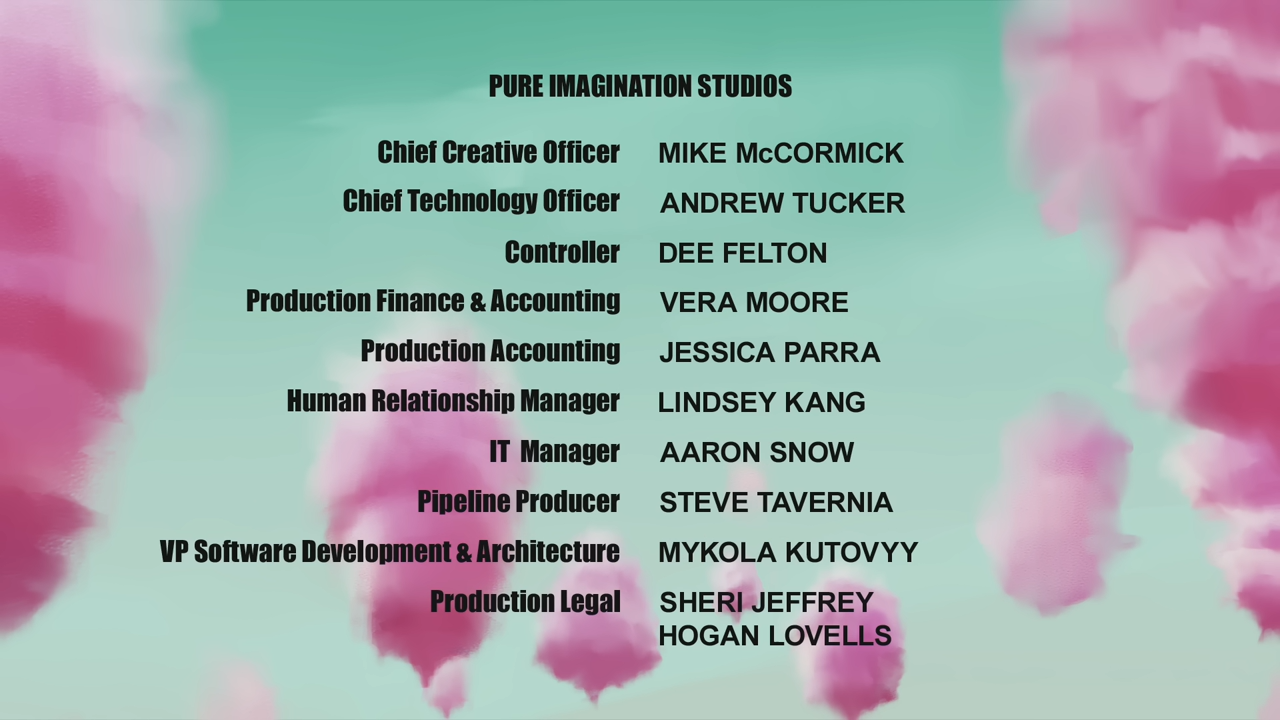 PURE IMAGINATION STUDIOS
Chief Creative Officer MIKE McCORMICK
Chief Technology Officer ANDREW TUCKER
Controller DEE FELTON
Production Finance & Accounting VERA MOORE
Production Accounting JESSICA PARRA
Human Relationship Manager LINDSEY KANG
IT Manager AARON SNOW
Pipeline Producer STEVE TAVERNIA
VP Software Development & Architecture MYKOLA KUTOVYY
Production Legal SHERI JEFFREY
HOGAN LOVELLS